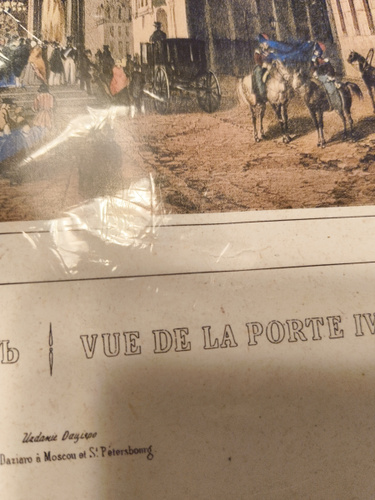 Ъ VUE DE LA PORTE IV
Изданіе Даціаро
Daziaro à Moscou et St Pétersbourg